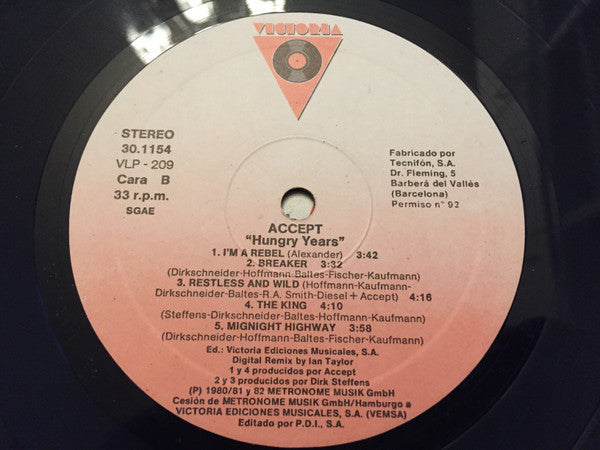 VICTORIA
STEREO
30.1154
VLP - 209
Cara B
33 r.p.m.
SGAE
Fabricado por
Tecnifón, S.A.
Dr. Fleming, 5
Barberá del Vallés
(Barcelona)
Permiso n° 92
ACCEPT
"Hungry Years"
1. I'M A REBEL (Alexander) 3:42
2. BREAKER 3:32
(Dirkschneider-Hoffmann-Baltes-Fischer-Kaufmann)
3. RESTLESS AND WILD (Hoffmann-Kaufmann-
Dirkschneider-Baltes-R.A. Smith-Diesel + Accept) 4:16
4. THE KING 4:10
(Steffens-Dirkschneider-Baltes-Hoffmann-Kaufmann)
5. MIGNIGHT HIGHWAY 3:58
(Dirkschneider-Hoffmann-Baltes-Fischer-Kaufmann)
Ed.: Victoria Ediciones Musicales, S.A.
Digital Remix by Ian Taylor
1 y 4 producidos por Accept
2 y 3 producidos por Dirk Steffens
(P) 1980/81 y 82 METRONOME MUSIK GmbH
Cesión de METRONOME MUSIK GmbH/Hamburgo a
VICTORIA EDICIONES MUSICALES, S.A. (VEMSA)
Editado por P.D.I., S.A.